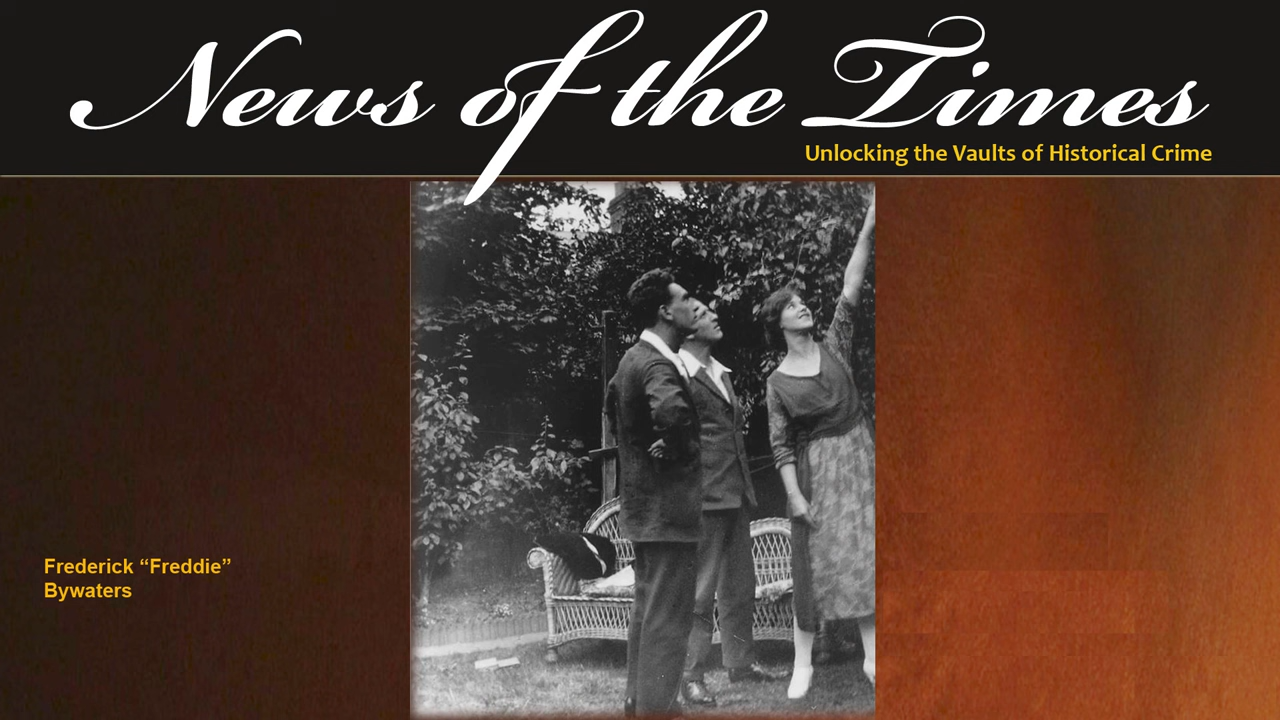 News of the Times
Unlocking the Vaults of Historical Crime
Frederick “Freddie”
Bywaters